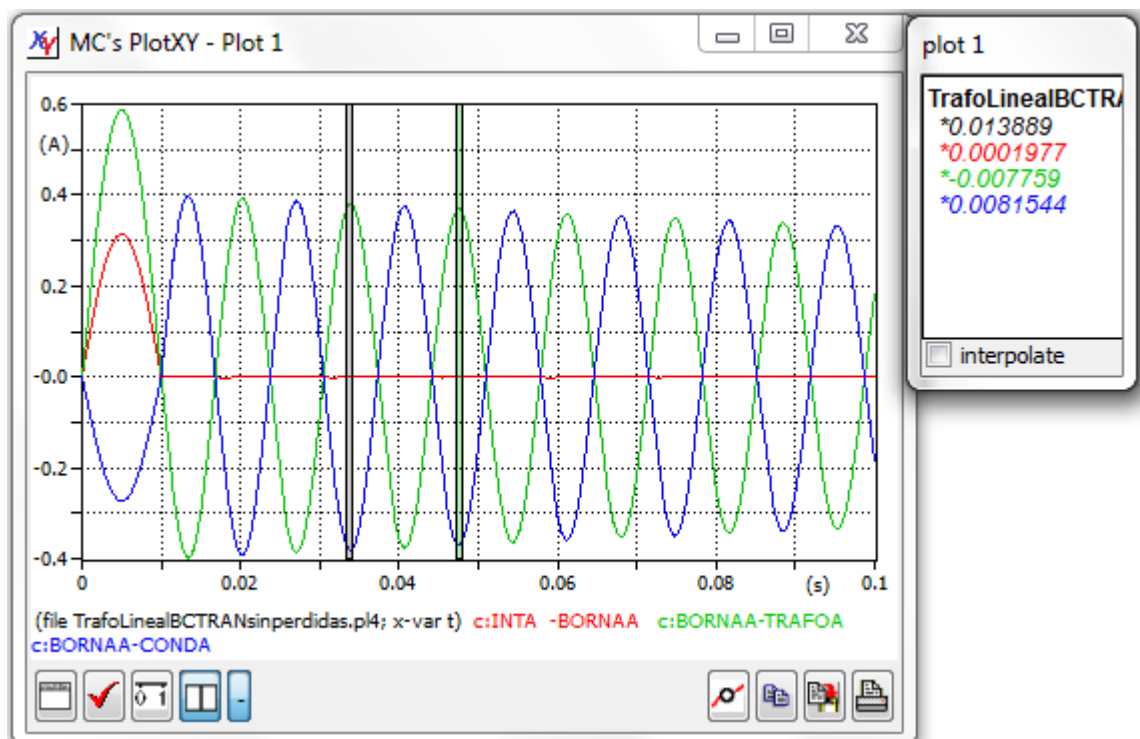 MC's PlotXY - Plot 1
0.6
(A)
0.4
0.2
-0.0
-0.2
-0.4
0 0.02 0.04 0.06 0.08 (s) 0.1
(file TrafoLinealBCTRANsinperdidas.pl4; x-var t) c:INTA -BORNAA c:BORNAA-TRAFOA
c:BORNAA-CONDA
plot 1
TrafoLinealBCTRA
*0.013889
*0.0001977
*-0.007759
*0.0081544
interpolate